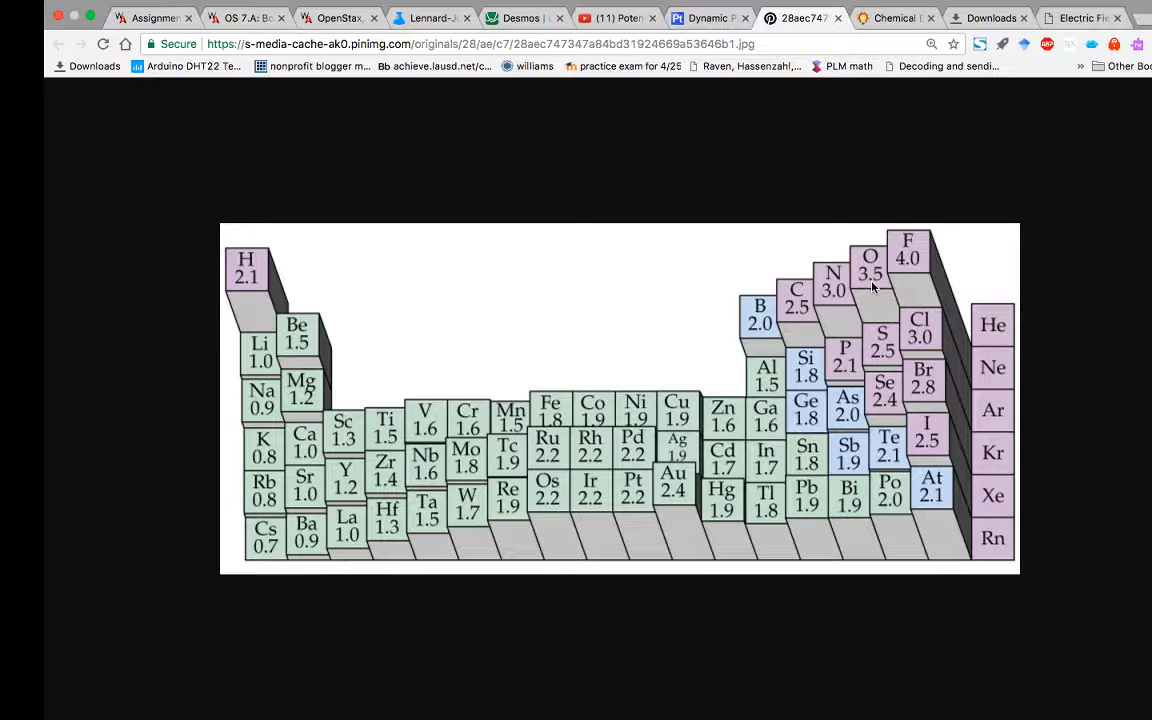 Assignmen
OS 7.A: Bo
OpenStax,
Lennard-J
Desmos |
(11) Poten
Dynamic P
28aec747
Chemical E
Downloads
Electric Fie
Secure
https://s-media-cache-ak0.pinimg.com/originals/28/ae/c7/28aec747347a84bd31924669a53646b1.jpg
Downloads
Arduino DHT22 Te...
nonprofit blogger m...
Bb achieve.lausd.net/c...
williams
practice exam for 4/25
Raven, Hassenzahl,...
PLM math
Decoding and sendi...
»
Other Boo
H
2.1
Li
1.0
Be
1.5
Na
0.9
Mg
1.2
K
0.8
Ca
1.0
Sc
1.3
Ti
1.5
V
1.6
Cr
1.6
Mn
1.5
Fe
1.8
Co
1.9
Ni
1.9
Cu
1.9
Zn
1.6
Ga
1.6
Ge
1.8
As
2.0
Se
2.4
Br
2.8
B
2.0
C
2.5
N
3.0
O
3.5
F
4.0
Al
1.5
Si
1.8
P
2.1
S
2.5
Cl
3.0
Rb
0.8
Sr
1.0
Y
1.2
Zr
1.4
Nb
1.6
Mo
1.8
Tc
1.9
Ru
2.2
Rh
2.2
Pd
2.2
Ag
1.9
Cd
1.7
In
1.7
Sn
1.8
Sb
1.9
Te
2.1
I
2.5
Cs
0.7
Ba
0.9
La
1.0
Hf
1.3
Ta
1.5
W
1.7
Re
1.9
Os
2.2
Ir
2.2
Pt
2.2
Au
2.4
Hg
1.9
Tl
1.8
Pb
1.9
Bi
1.9
Po
2.0
At
2.1
He
Ne
Ar
Kr
Xe
Rn